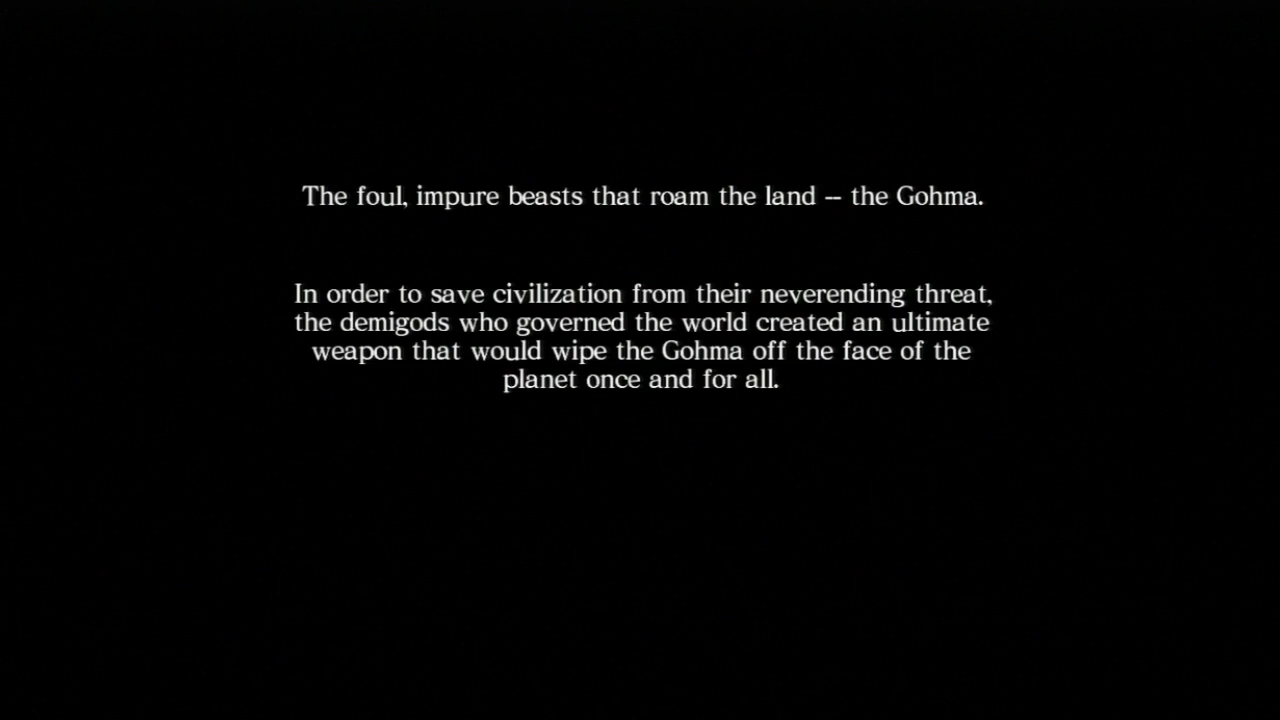 The foul, impure beasts that roam the land -- the Gohma.
In order to save civilization from their neverending threat,
the demigods who governed the world created an ultimate
weapon that would wipe the Gohma off the face of the
planet once and for all.